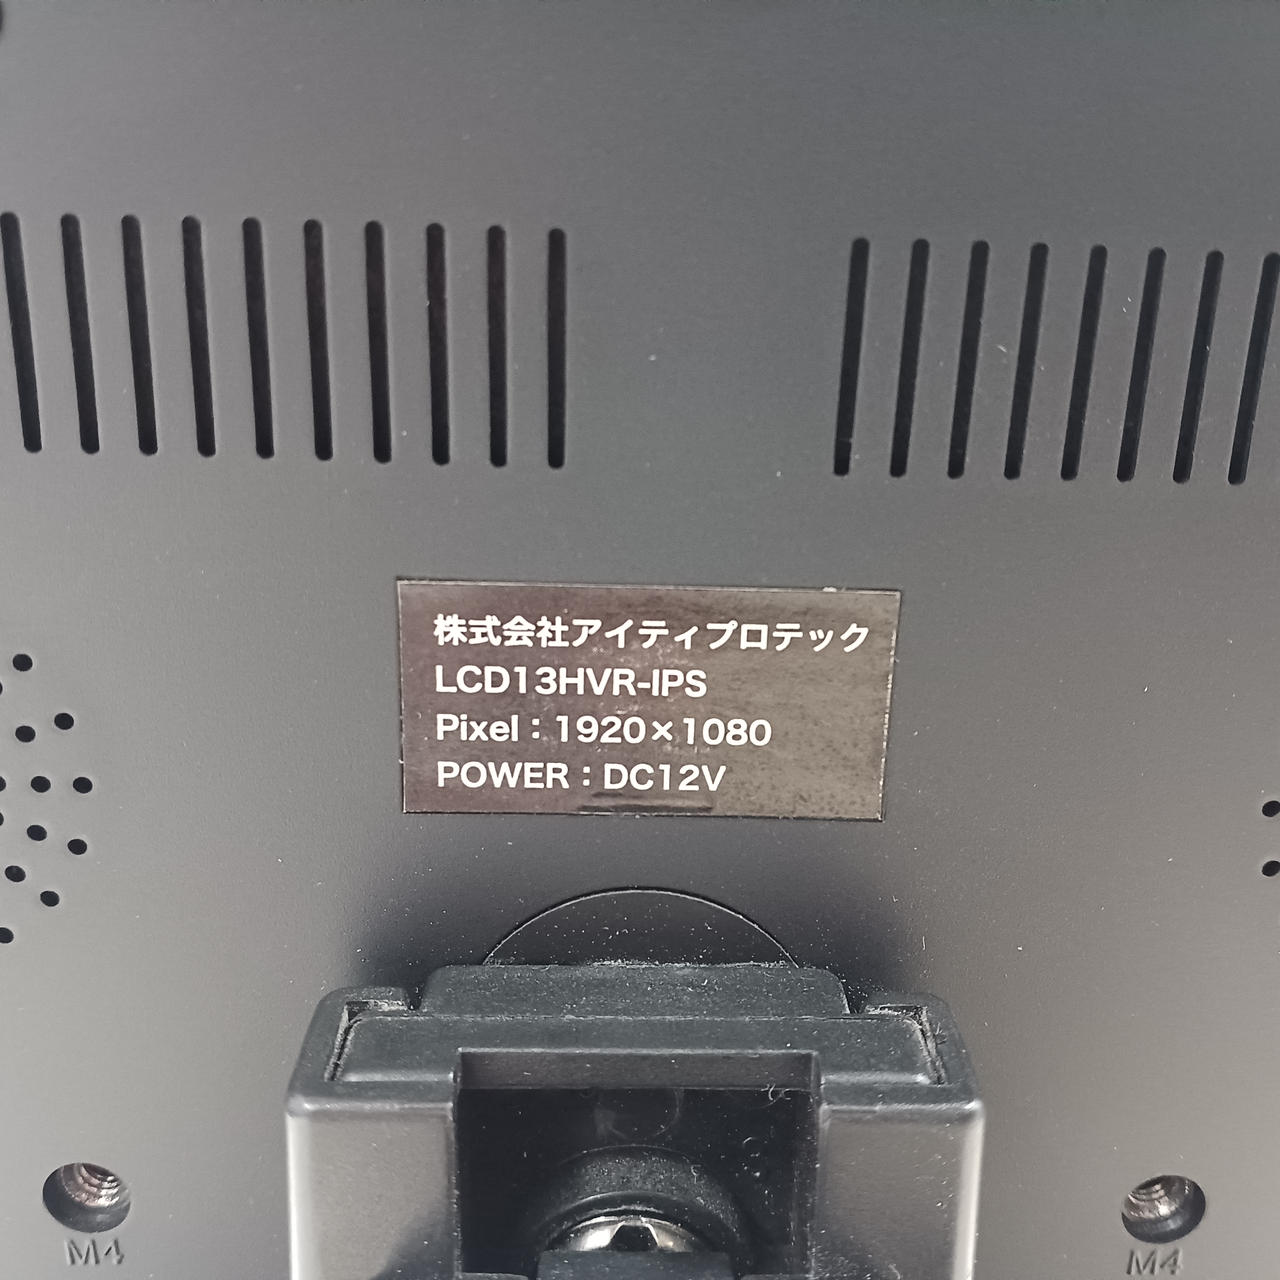 株式会社アイティプロテック
LCD13HVR-IPS
Pixel：1920×1080
POWER：DC12V
M4
M4